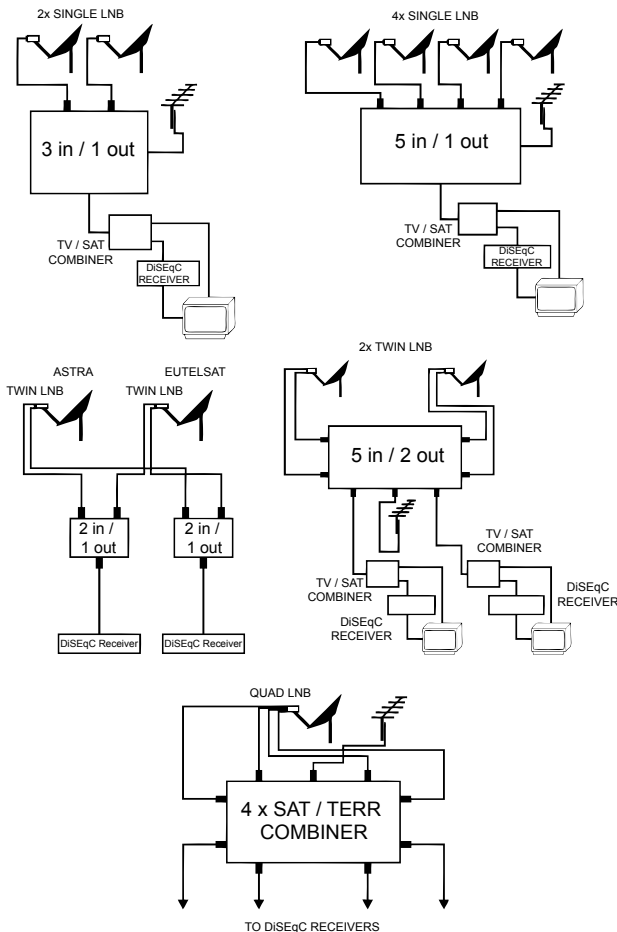 2x SINGLE LNB
3 in / 1 out
TV / SAT
COMBINER
DiSEqC
RECEIVER
4x SINGLE LNB
5 in / 1 out
TV / SAT
COMBINER
DiSEqC
RECEIVER
ASTRA
EUTELSAT
TWIN LNB
TWIN LNB
2 in /
1 out
2 in /
1 out
DiSEqC Receiver
DiSEqC Receiver
2x TWIN LNB
5 in / 2 out
TV / SAT
COMBINER
DiSEqC
RECEIVER
TV / SAT
COMBINER
DiSEqC
RECEIVER
QUAD LNB
4 x SAT / TERR
COMBINER
TO DiSEqC RECEIVERS